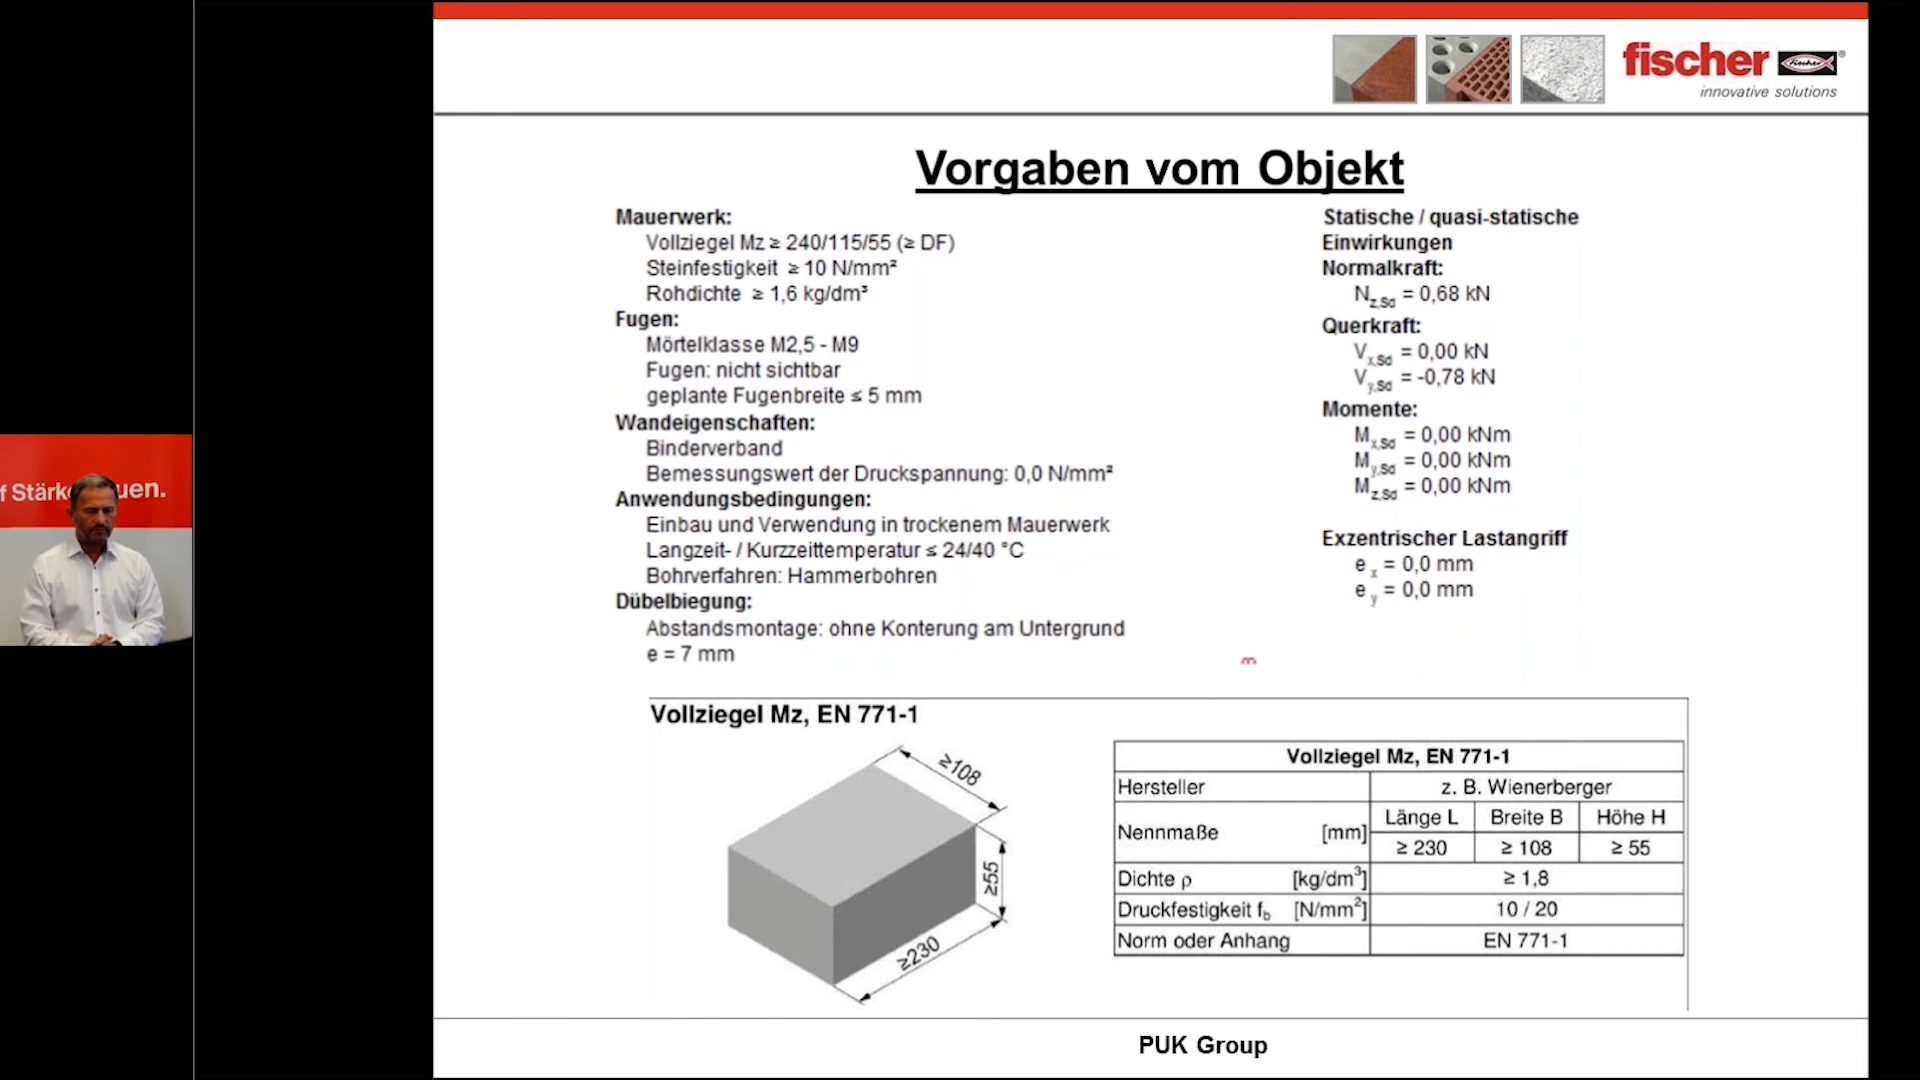 fischer
innovative solutions
Vorgaben vom Objekt
Mauerwerk:
Vollziegel Mz ≥ 240/115/55 (≥ DF)
Steinfestigkeit ≥ 10 N/mm²
Rohdichte ≥ 1,6 kg/dm³
Fugen:
Mörtelklasse M2,5 - M9
Fugen: nicht sichtbar
geplante Fugenbreite ≤ 5 mm
Wandeigenschaften:
Binderverband
Bemessungswert der Druckspannung: 0,0 N/mm²
Anwendungsbedingungen:
Einbau und Verwendung in trockenem Mauerwerk
Langzeit- / Kurzzeittemperatur ≤ 24/40 °C
Bohrverfahren: Hammerbohren
Dübelbiegung:
Abstandsmontage: ohne Konterung am Untergrund
e = 7 mm
Statische / quasi-statische
Einwirkungen
Normalkraft:
Nz,Sd = 0,68 kN
Querkraft:
Vx,Sd = 0,00 kN
Vy,Sd = -0,78 kN
Momente:
Mx,Sd = 0,00 kNm
My,Sd = 0,00 kNm
Mz,Sd = 0,00 kNm
Exzentrischer Lastangriff
e x = 0,0 mm
e y = 0,0 mm
f Stärke
uen.
Vollziegel Mz, EN 771-1
≥108
≥55
≥230
Vollziegel Mz, EN 771-1
Hersteller z. B. Wienerberger
Nennmaße [mm] Länge L Breite B Höhe H
≥ 230 ≥ 108 ≥ 55
Dichte ρ [kg/dm³] ≥ 1,8
Druckfestigkeit fb [N/mm²] 10 / 20
Norm oder Anhang EN 771-1
PUK Group